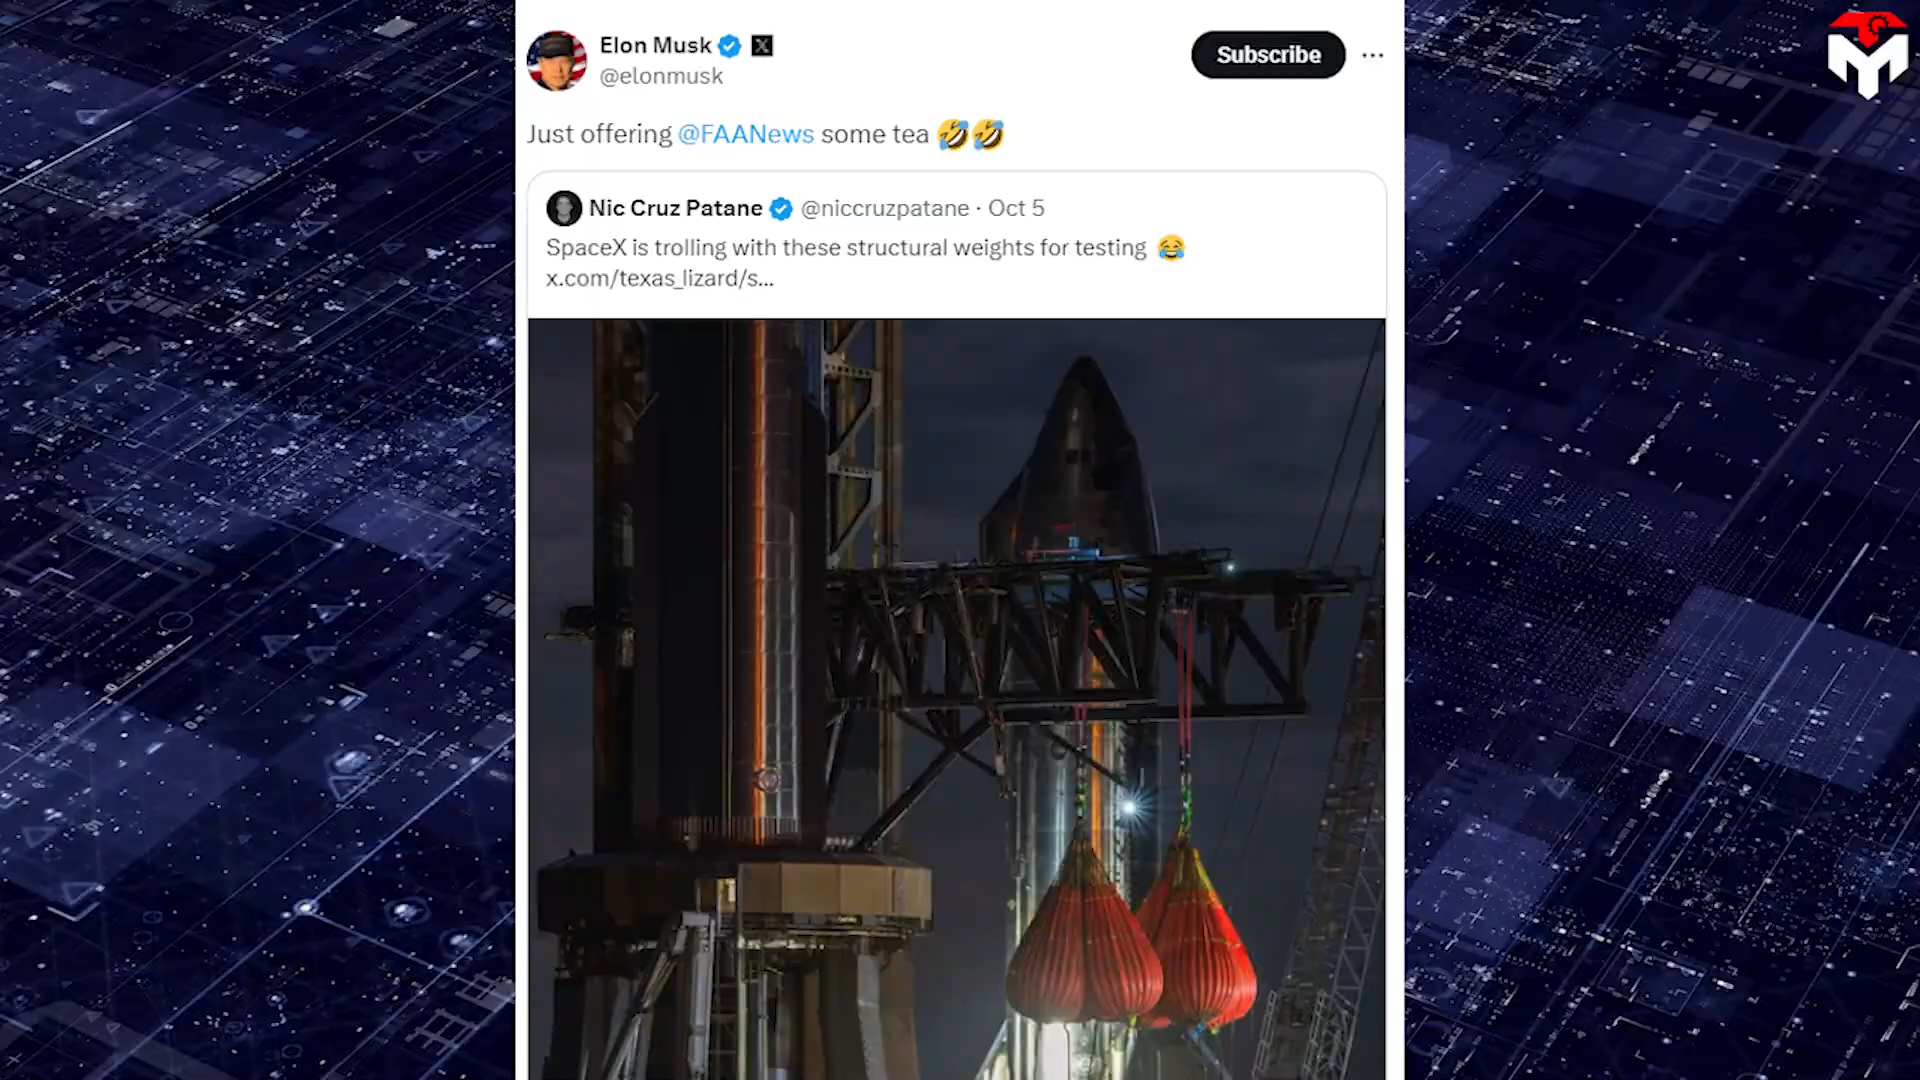 Elon Musk
@elonmusk
Subscribe
Just offering @FAANews some tea 🤣🤣
Nic Cruz Patane @niccruzpatane · Oct 5
SpaceX is trolling with these structural weights for testing 😂
x.com/texas_lizard/s...